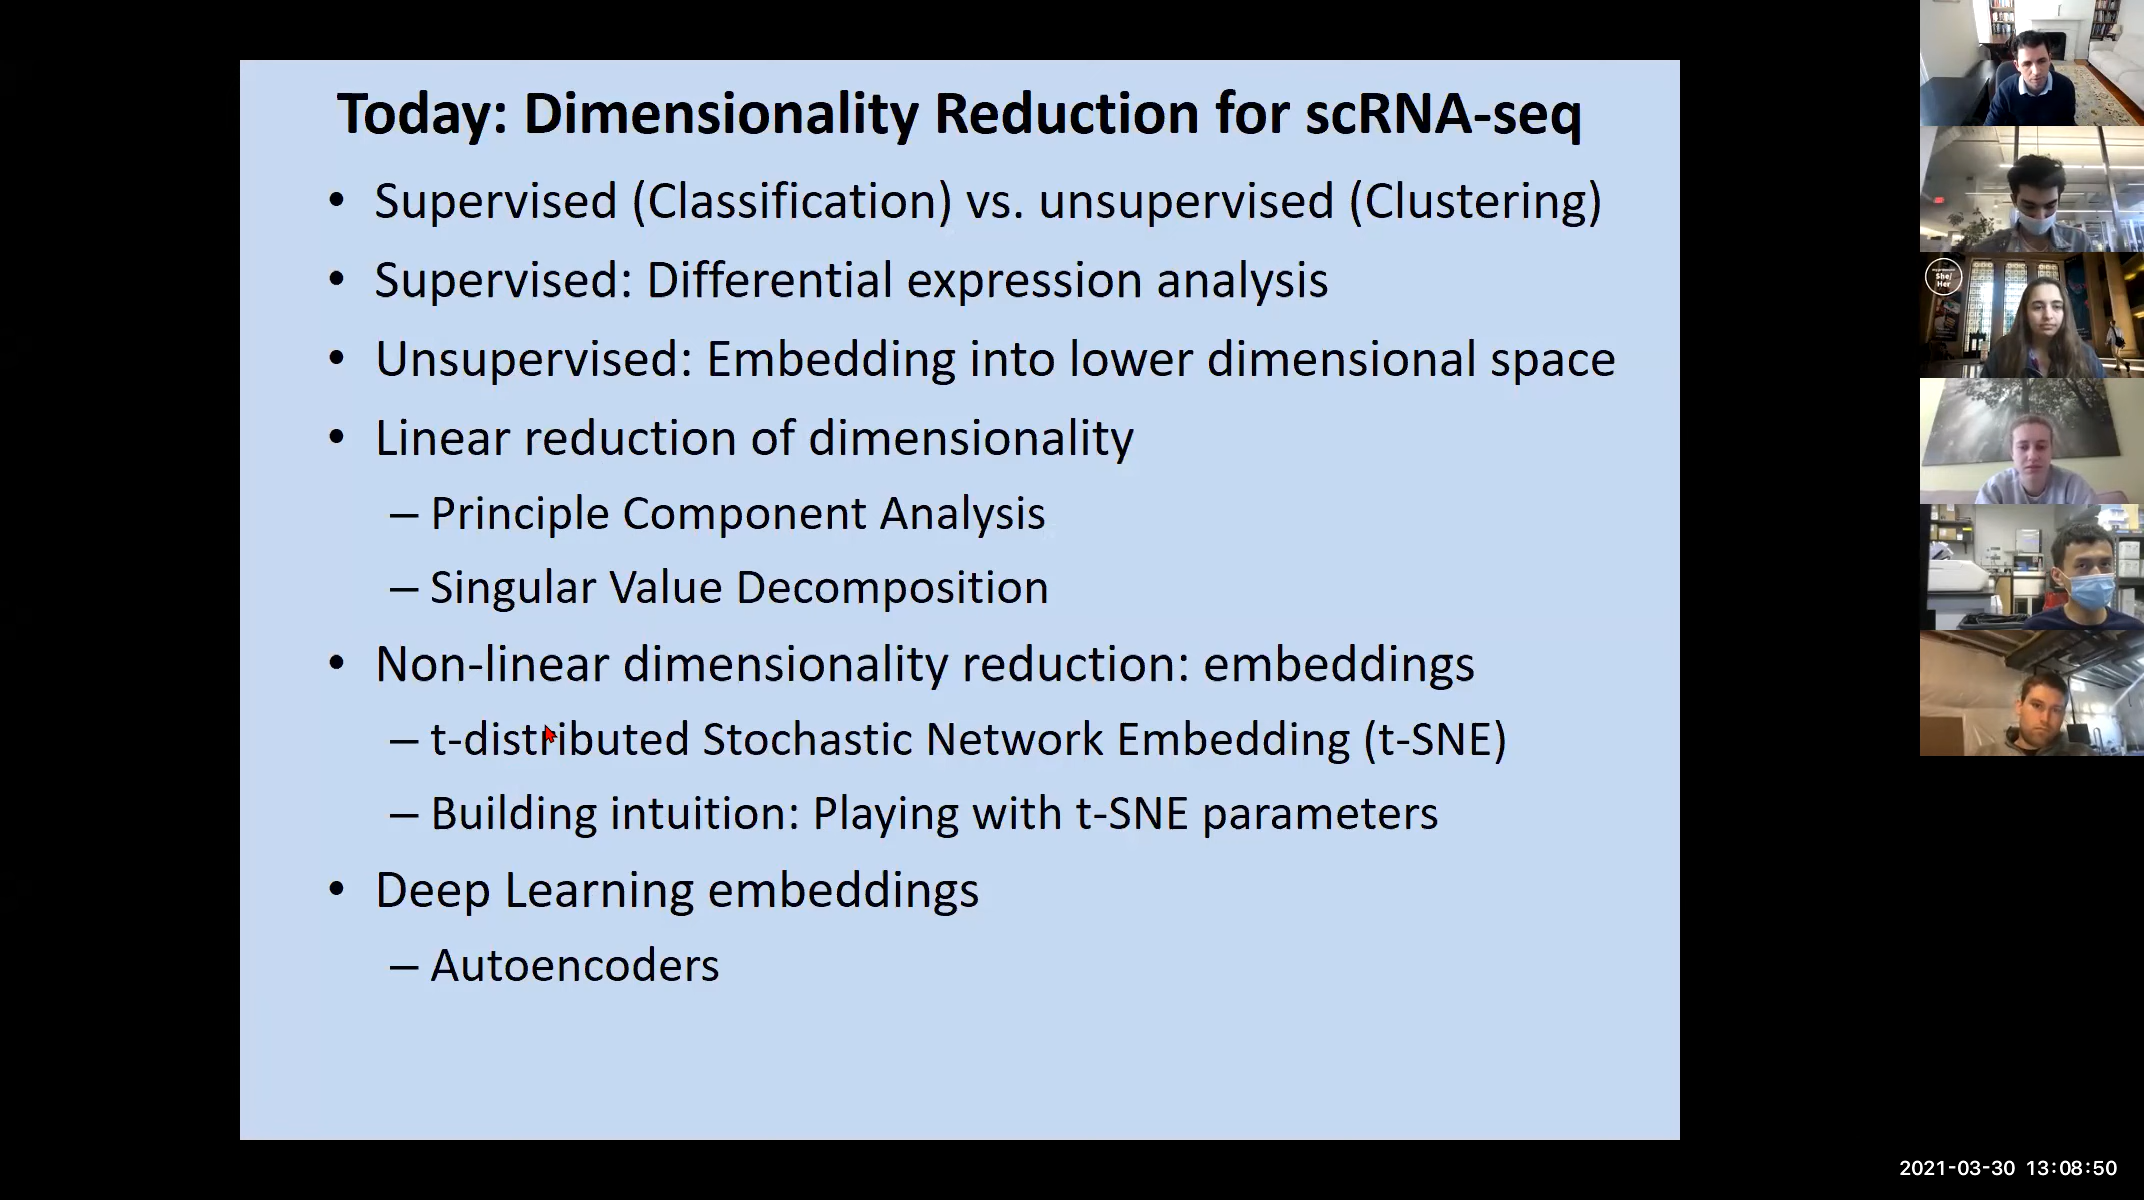 Today: Dimensionality Reduction for scRNA-seq
• Supervised (Classification) vs. unsupervised (Clustering)
• Supervised: Differential expression analysis
• Unsupervised: Embedding into lower dimensional space
• Linear reduction of dimensionality
– Principle Component Analysis
– Singular Value Decomposition
• Non-linear dimensionality reduction: embeddings
– t-distributed Stochastic Network Embedding (t-SNE)
– Building intuition: Playing with t-SNE parameters
• Deep Learning embeddings
– Autoencoders
She/
Her
2021-03-30 13:08:50